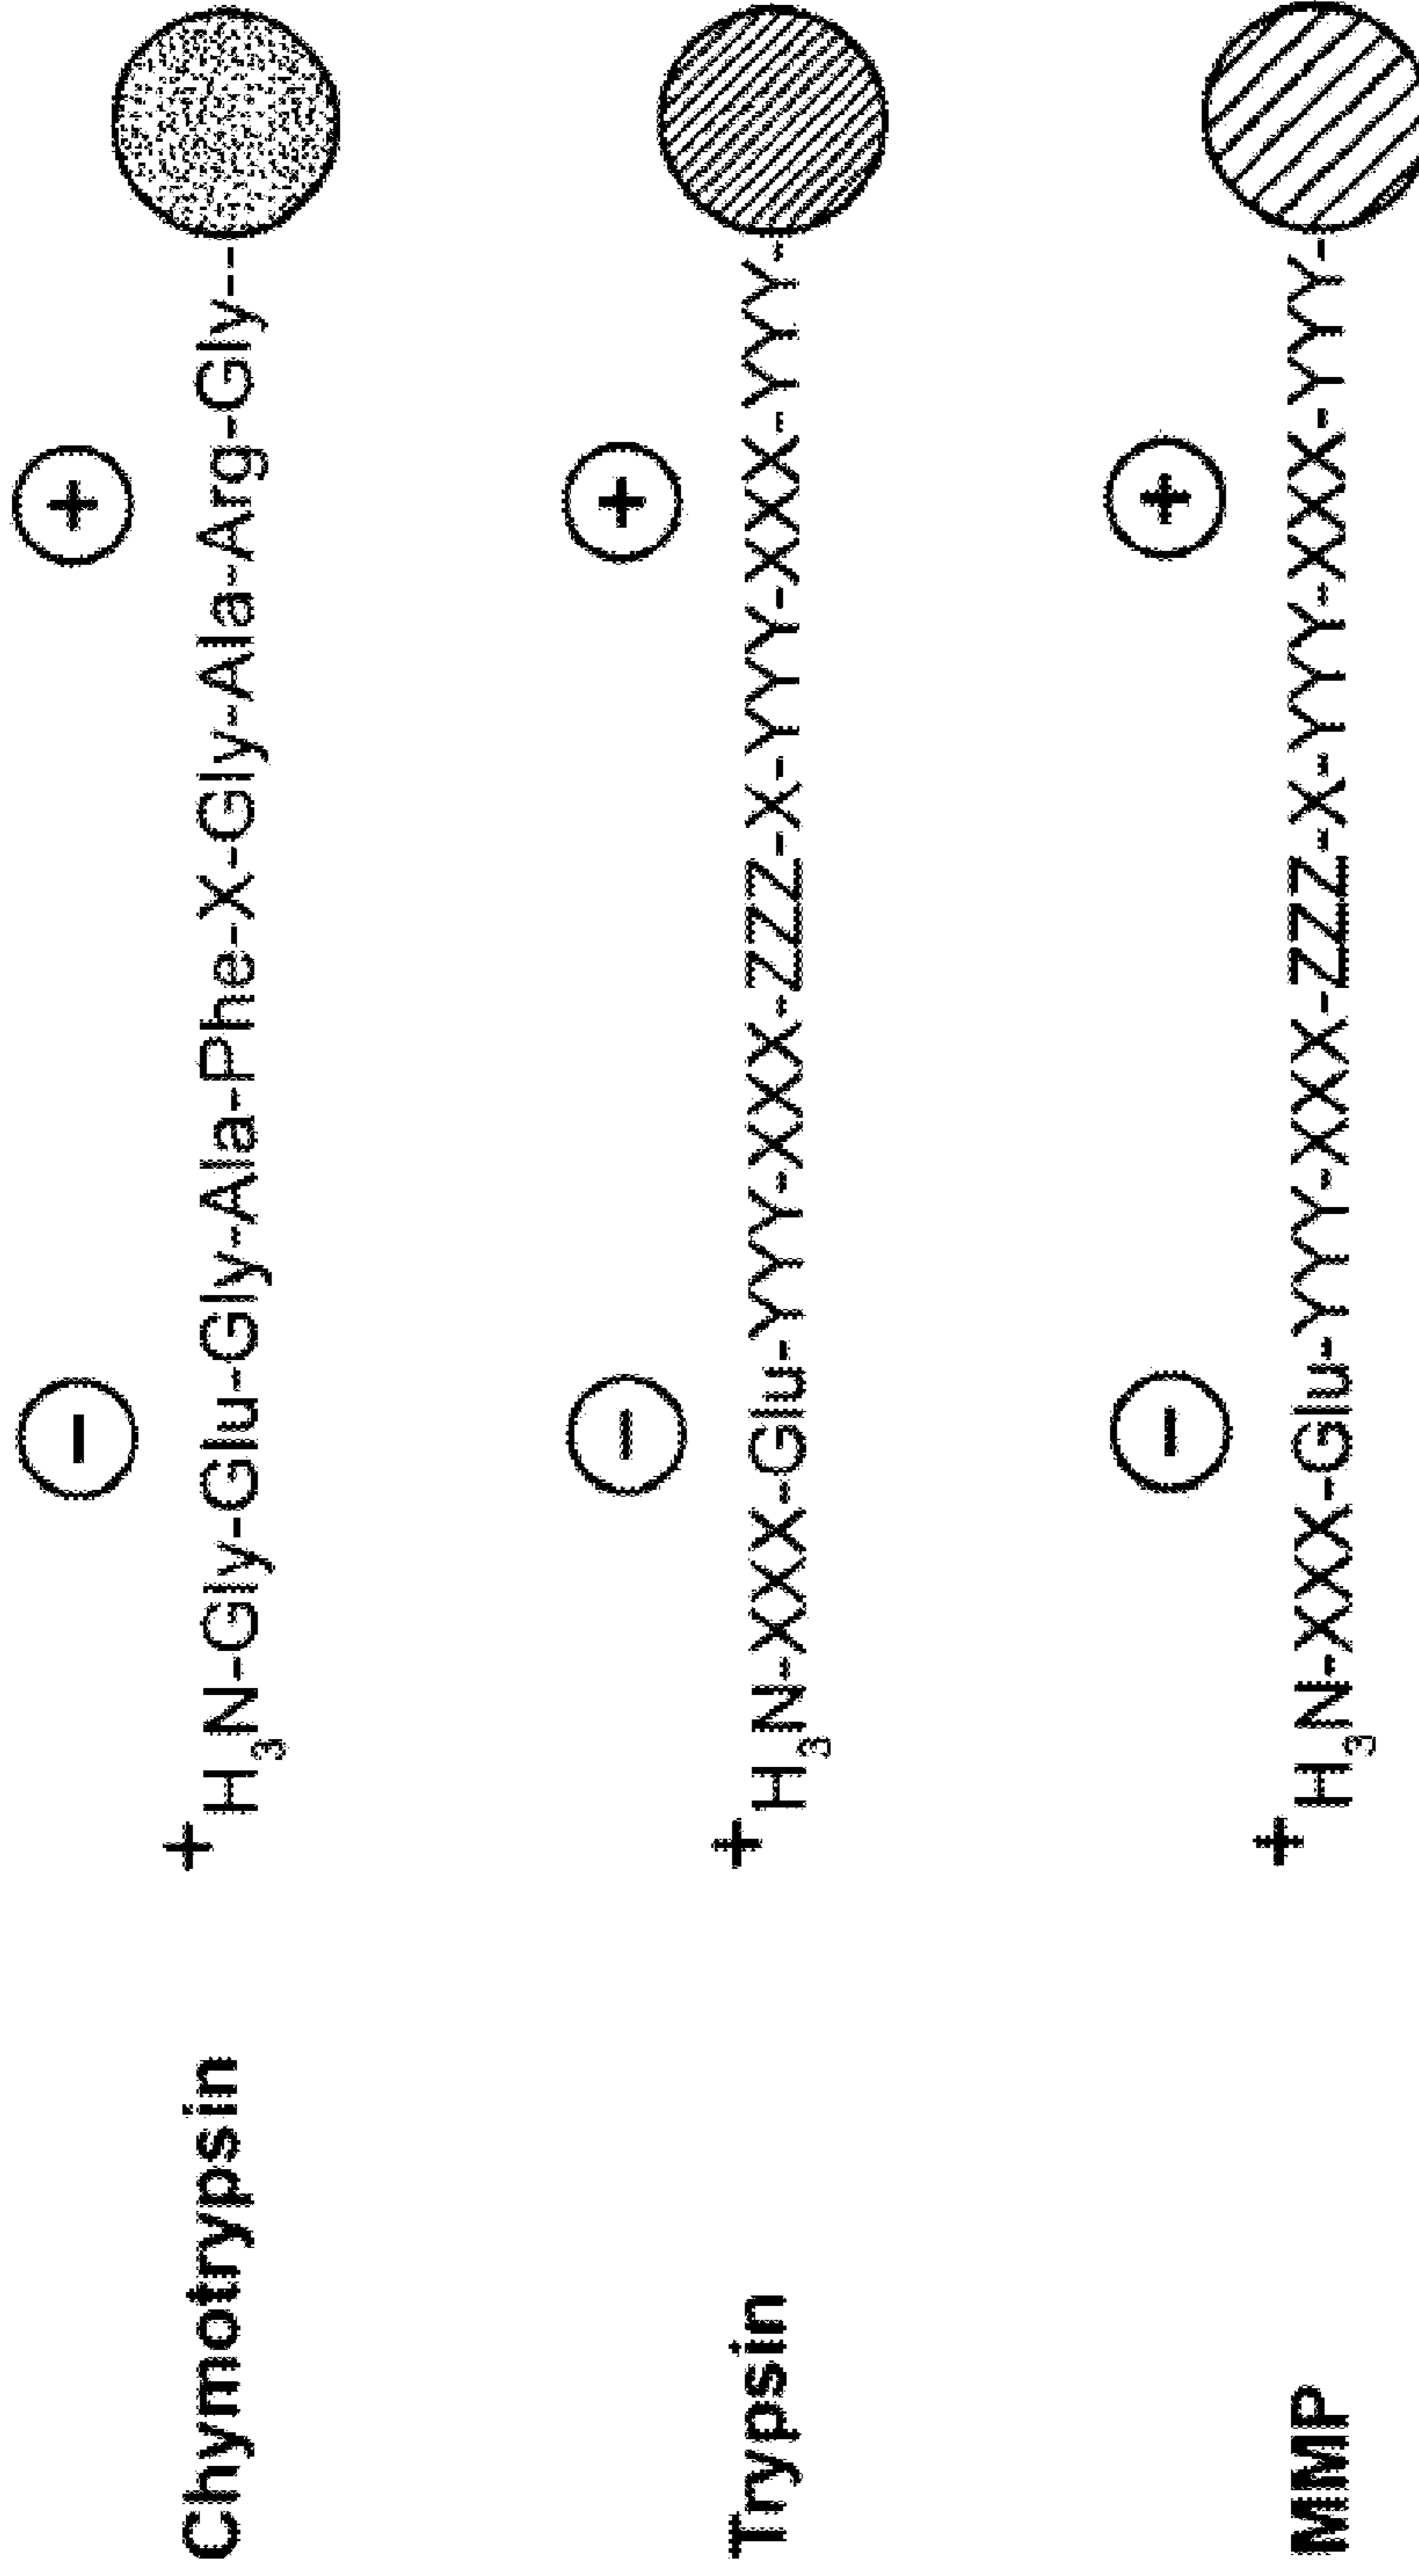 Chymotrypsin
− +
+H₃N-Gly-Glu-Gly-Ala-Phe-X-Gly-Ala-Arg-Gly--
Trypsin
− +
+H₃N-XXX-Glu-YYY-XXX-ZZZ-X-YYY-XXX-YYY-
MMP
− +
+H₃N-XXX-Glu-YYY-XXX-ZZZ-X-YYY-XXX-YYY-